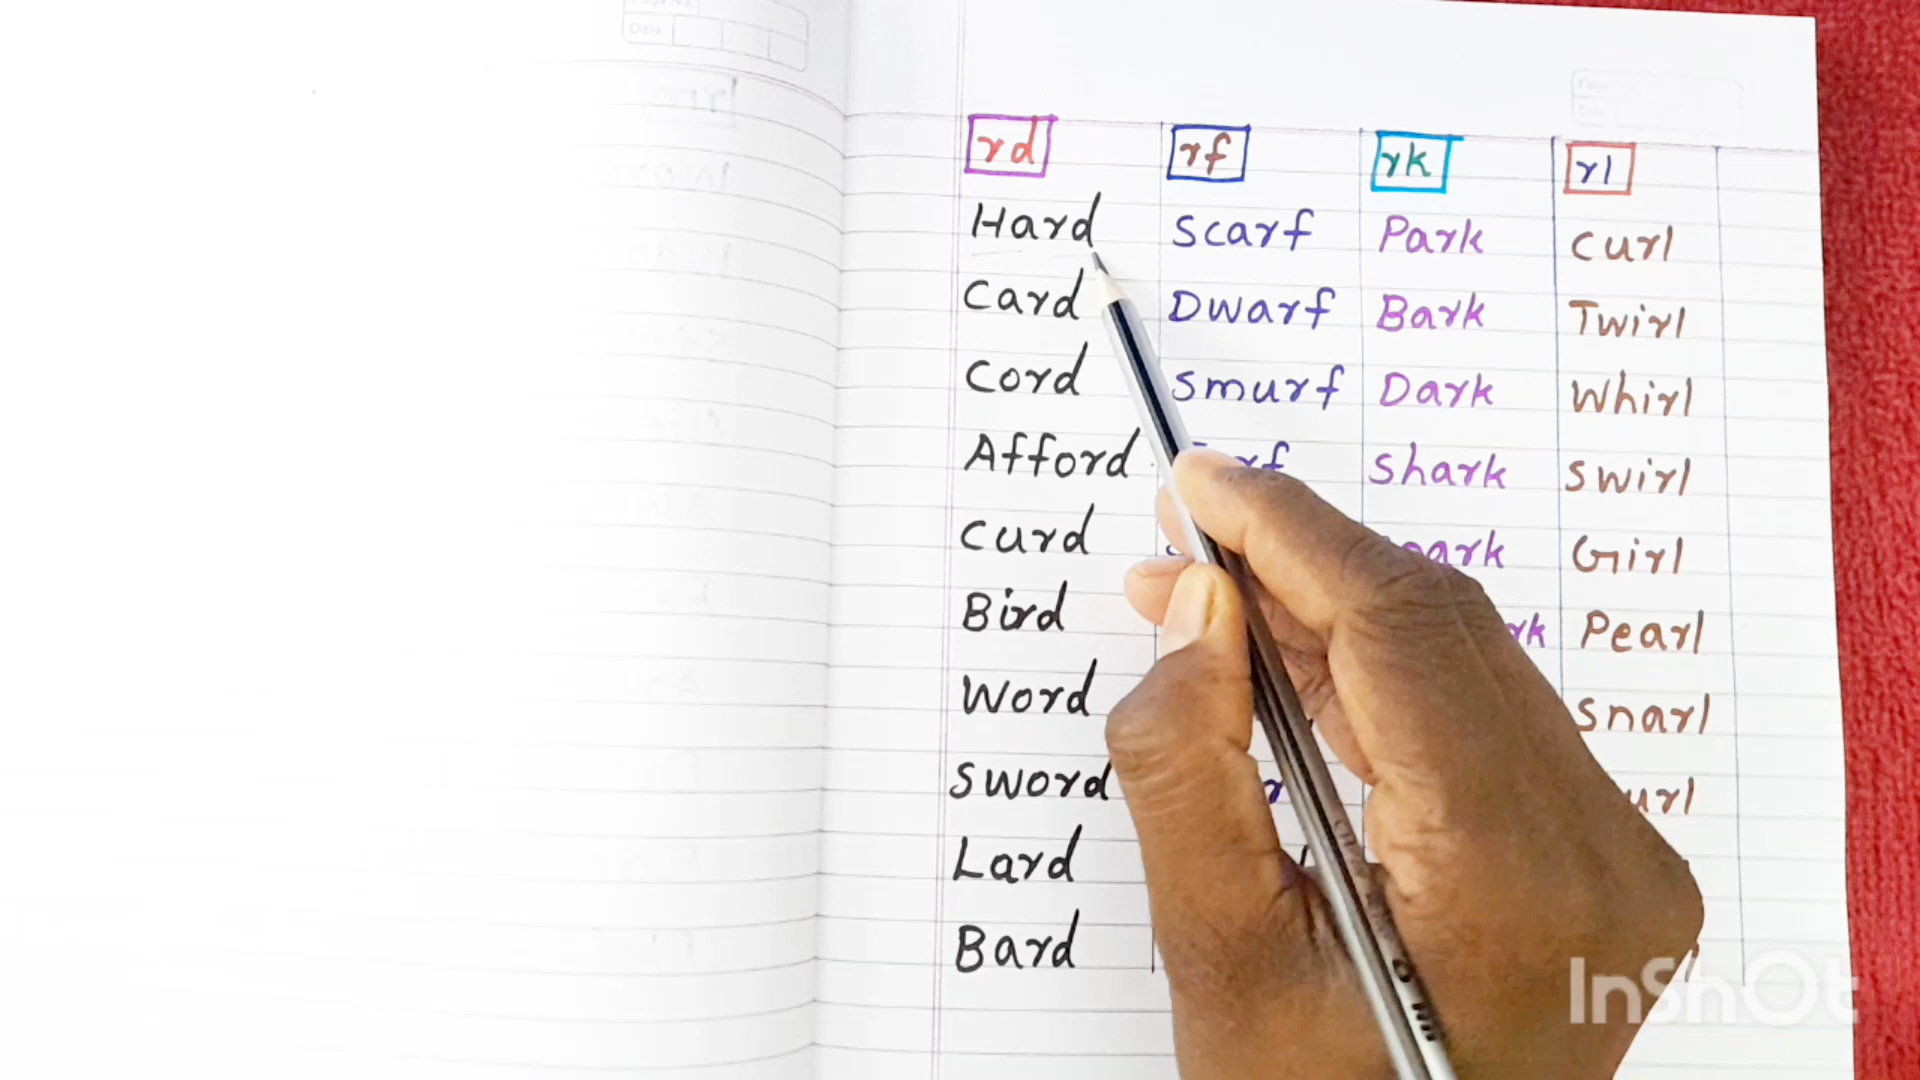 Date
rd rf rk rl
Hard Scarf Park Curl
Card Dwarf Bark Twirl
Cord Smurf Dark Whirl
Afford Shark Swirl
Curd Girl
Bird Pearl
Word Snarl
Sword
Lard
Bard
InShOt